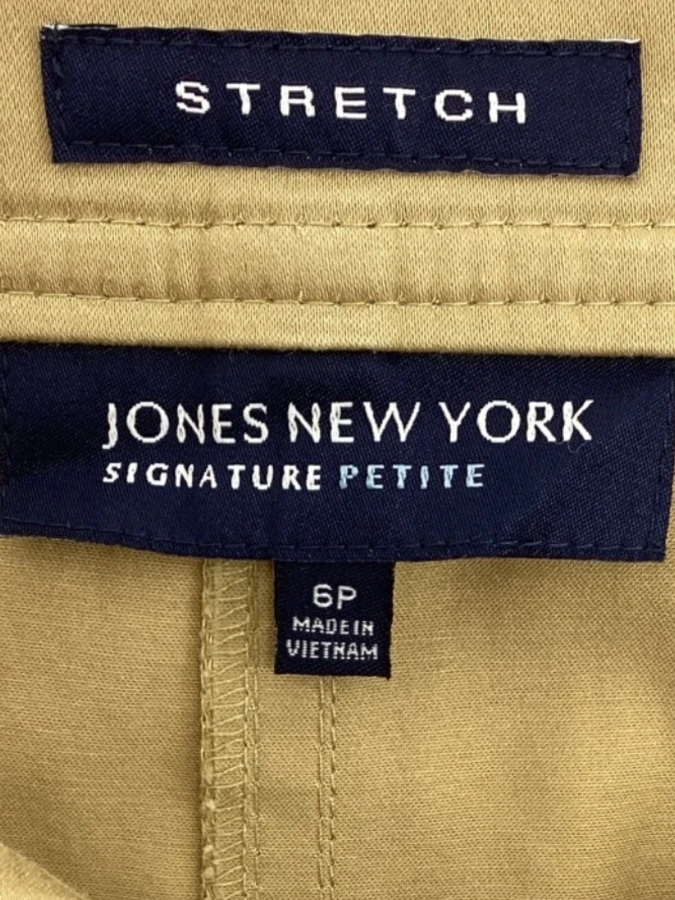 STRETCH
JONES NEW YORK
SIGNATURE PETITE
6P
MADE IN
VIETNAM